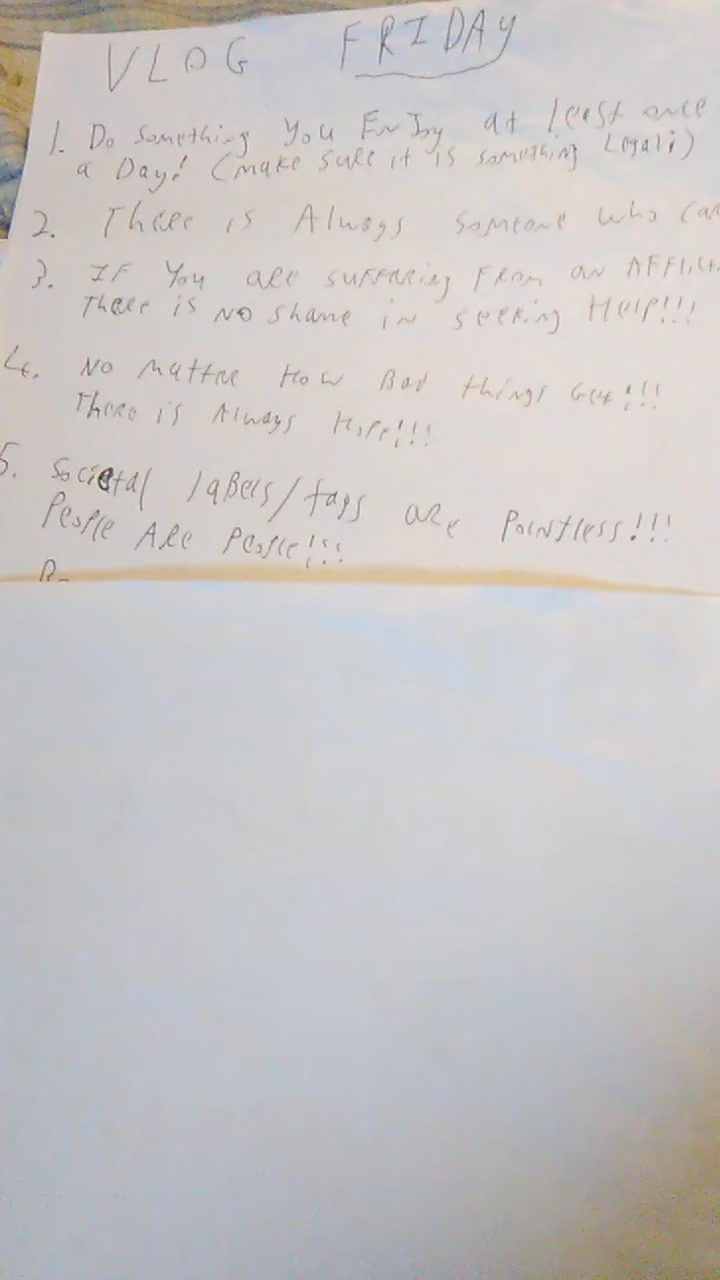 VLOG FRIDAY
1. Do something You EnJoy at least once
a Day! (make sure it is something Legal!)
2. There is Always someone who
3. IF You are suffering From an
There is NO shame in seeking Help!!!
4. No matter How Bad things Get!!!
There is Always Hope!!!
5. Societal labels/tags are Pointless!!!
People Are People!!!